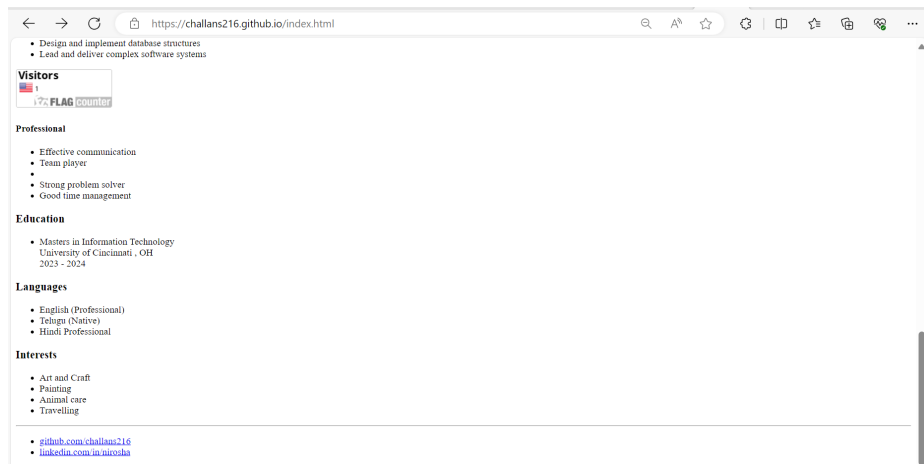 https://challans216.github.io/index.html
Design and implement database structures
Lead and deliver complex software systems
Visitors
1
FLAG counter
Professional
Effective communication
Team player
Strong problem solver
Good time management
Education
Masters in Information Technology
University of Cincinnati , OH
2023 - 2024
Languages
English (Professional)
Telugu (Native)
Hindi Professional
Interests
Art and Craft
Painting
Animal care
Travelling
github.com/challans216
linkedin.com/in/nirosha